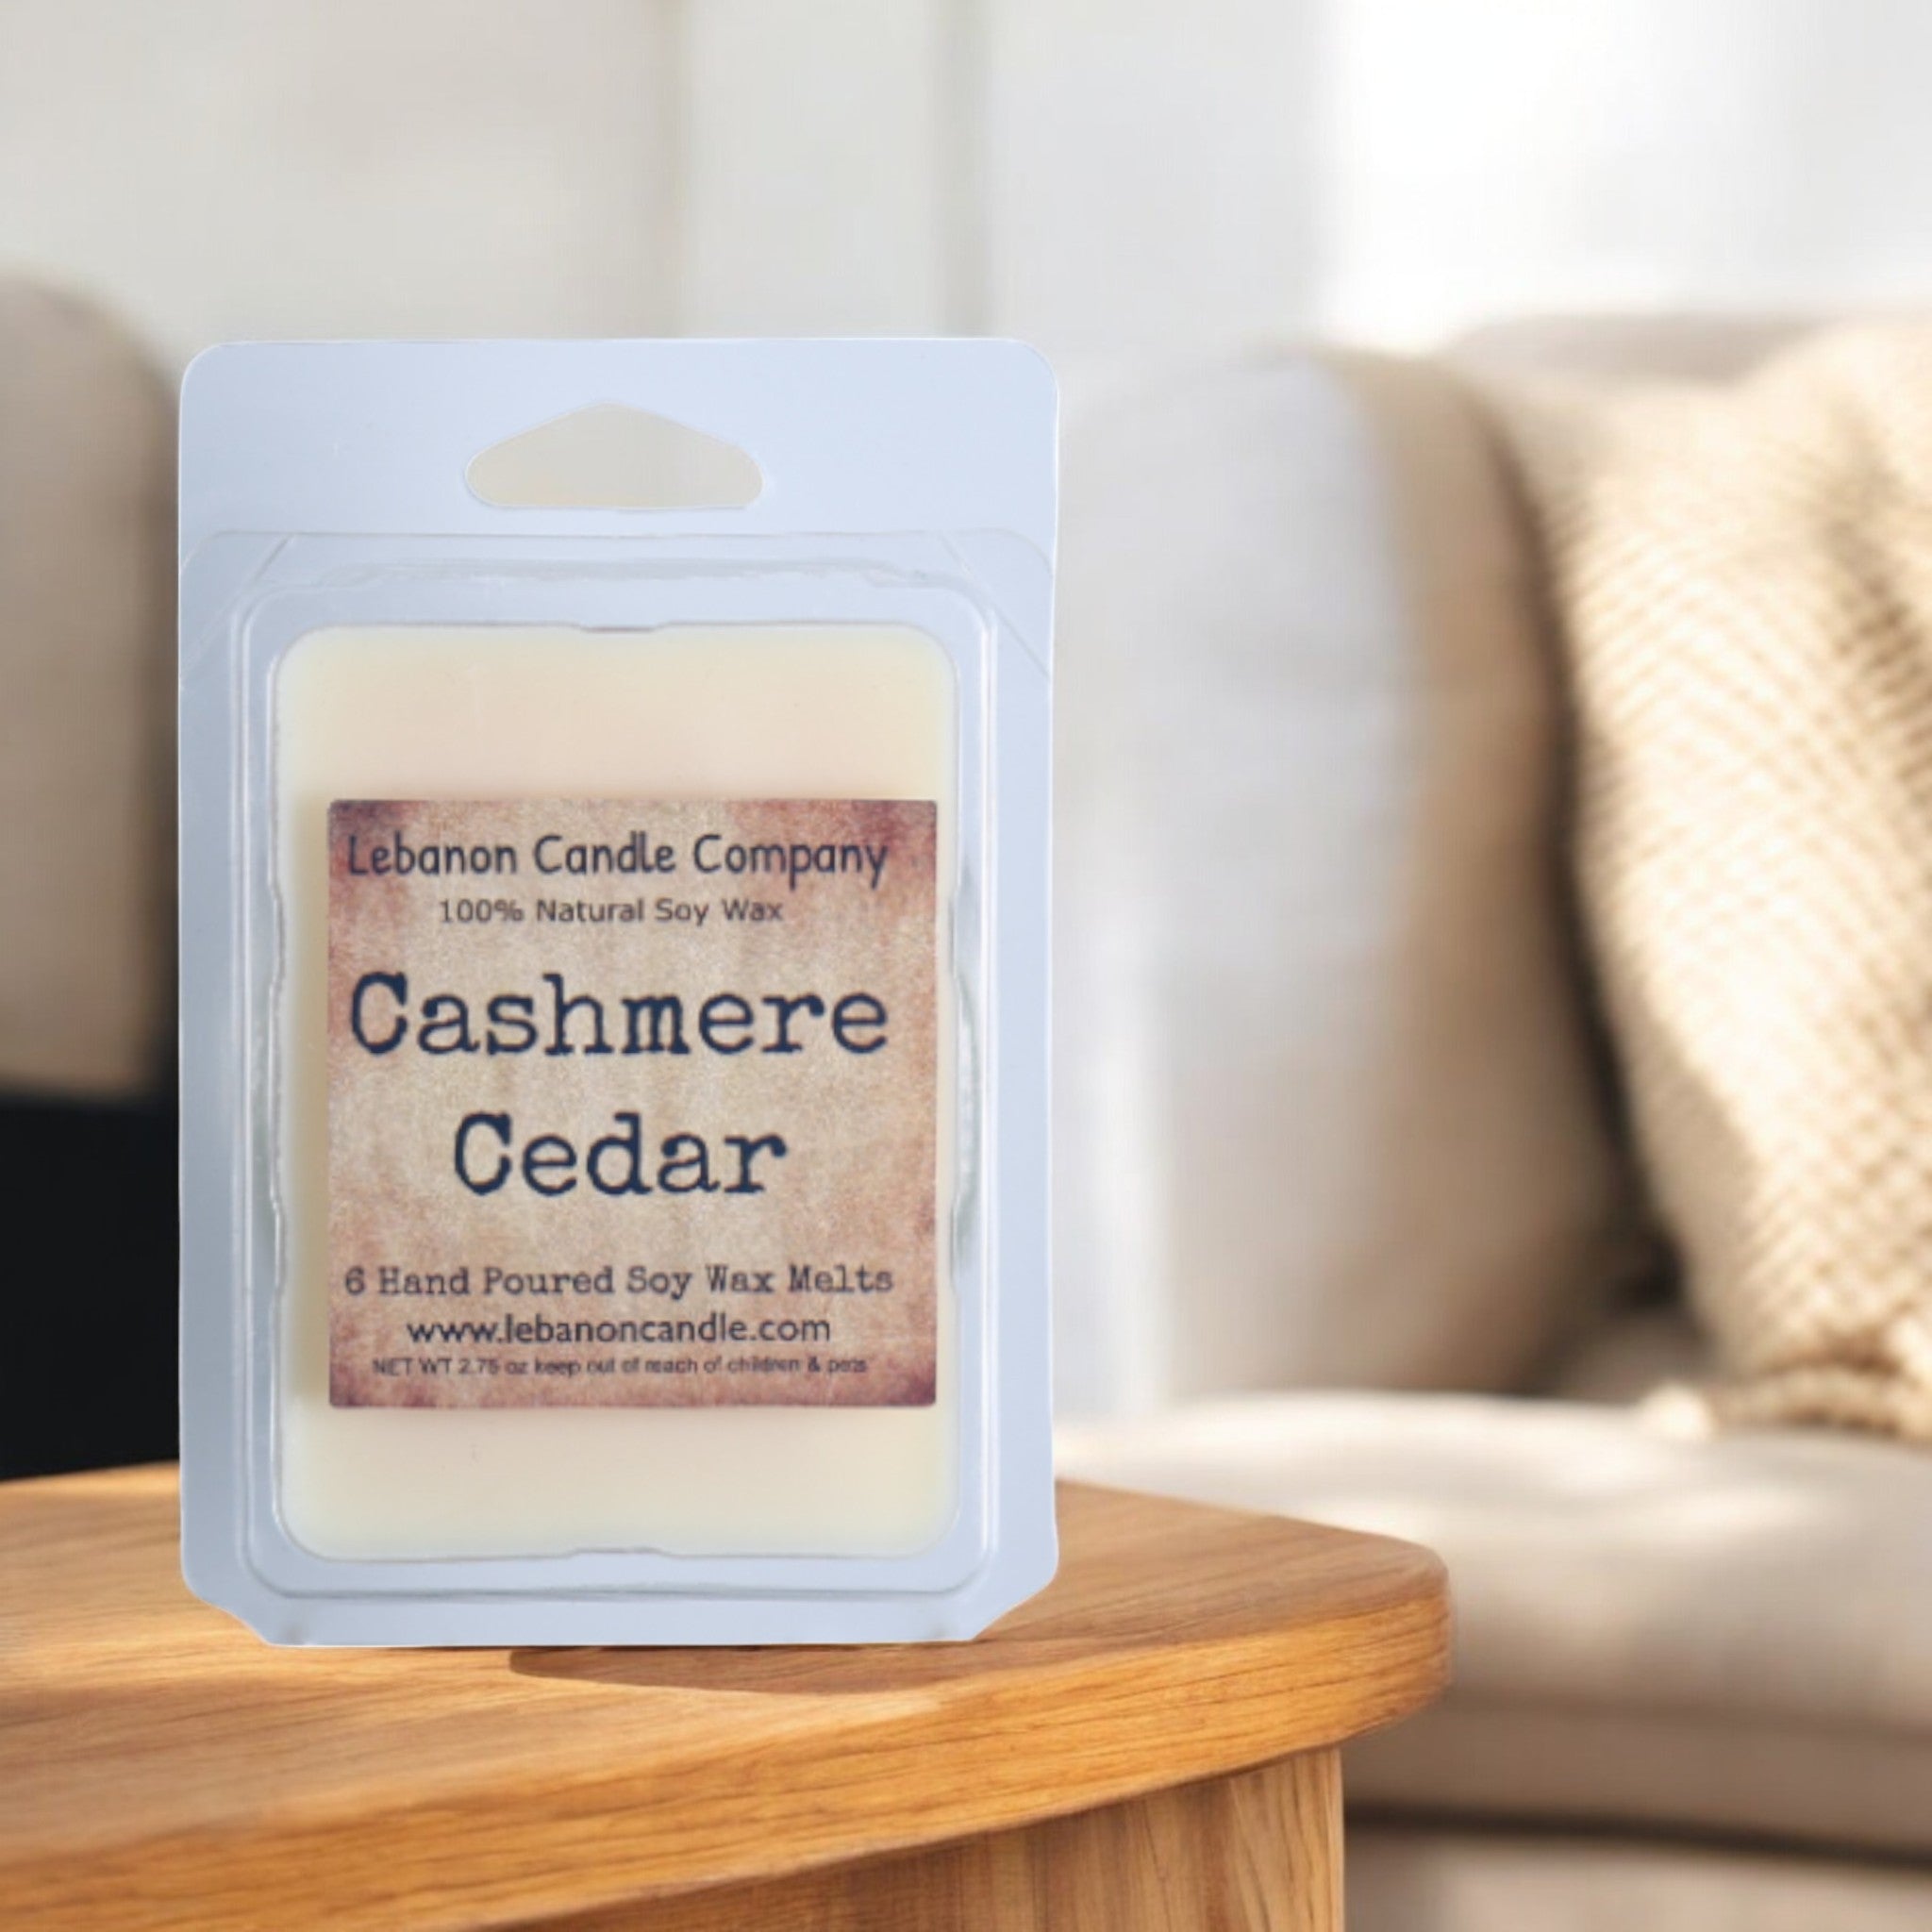 Lebanon Candle Company
100% Natural Soy Wax
Cashmere
Cedar
6 Hand Poured Soy Wax Melts
www.lebanoncandle.com
NET WT 2.75 oz keep out of reach of children & pets